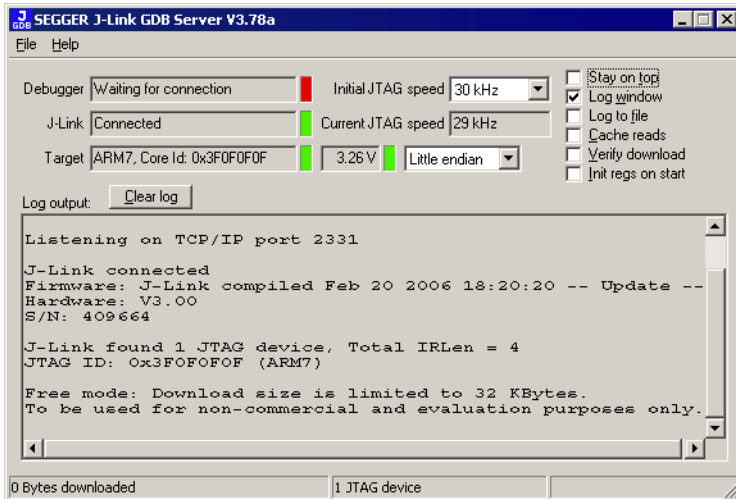 SEGGER J-Link GDB Server V3.78a
File Help
Debugger Waiting for connection Initial JTAG speed 30 kHz
J-Link Connected Current JTAG speed 29 kHz
Target ARM7, Core Id: 0x3F0F0F0F 3.26 V Little endian
Stay on top
Log window
Log to file
Cache reads
Verify download
Init regs on start
Log output: Clear log
Listening on TCP/IP port 2331
J-Link connected
Firmware: J-Link compiled Feb 20 2006 18:20:20 -- Update --
Hardware: V3.00
S/N: 409664
J-Link found 1 JTAG device, Total IRLen = 4
JTAG ID: 0x3F0F0F0F (ARM7)
Free mode: Download size is limited to 32 KBytes.
To be used for non-commercial and evaluation purposes only.
0 Bytes downloaded 1 JTAG device